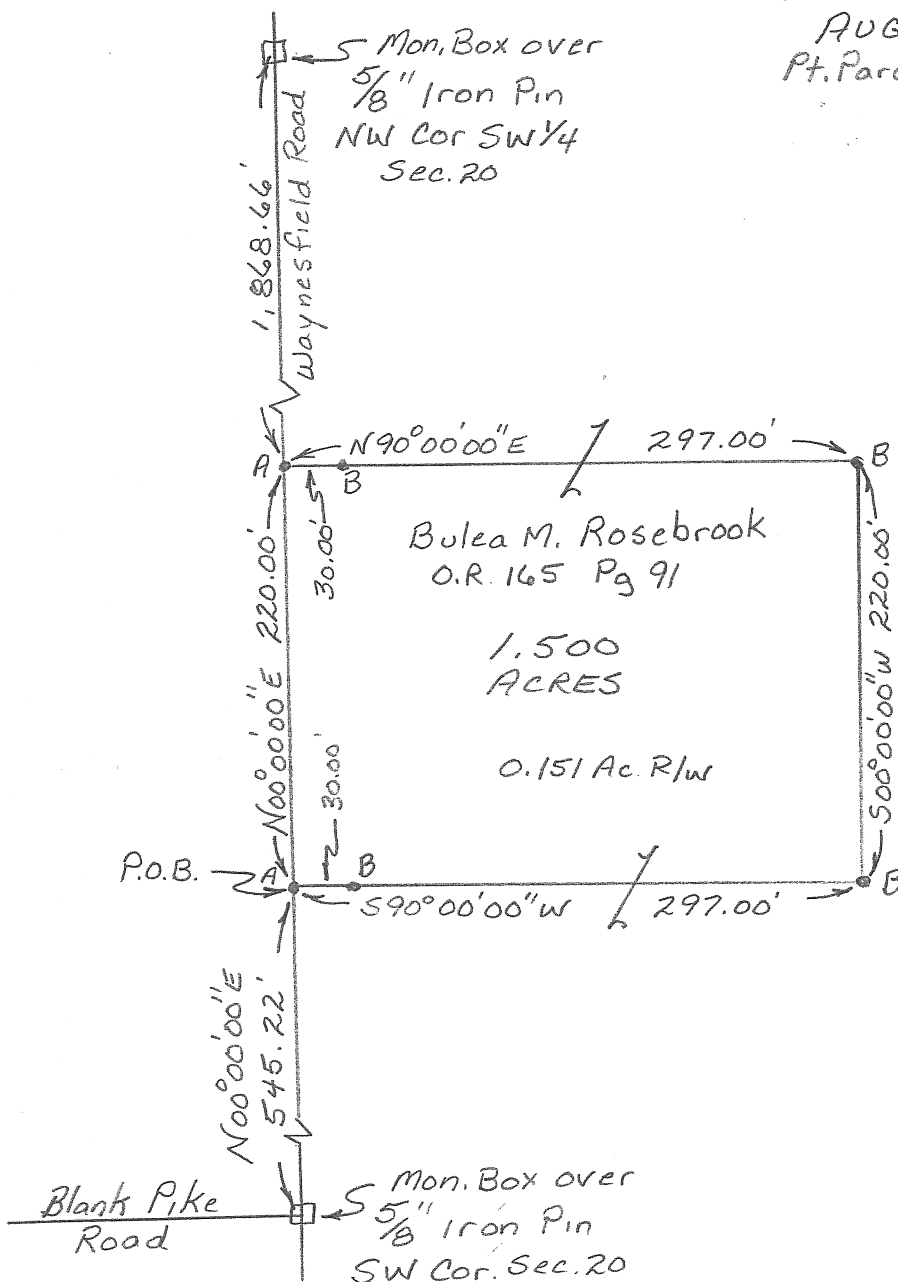 AUG
Pt. Parc
Mon. Box over
5/8" Iron Pin
NW Cor SW 1/4
Sec. 20
1,868.66'
Waynesfield Road
A
N90°00'00"E
297.00'
B
B
30.00'
220.00'
N00°00'00"E
Bulea M. Rosebrook
O.R. 165 Pg 91
1.500
ACRES
0.151 Ac. R/W
220.00'
S00°00'00"W
30.00'
P.O.B.
A
B
B
S90°00'00"W
297.00'
N00°00'00"E
545.22'
Blank Pike
Road
Mon. Box over
5/8" Iron Pin
SW Cor. Sec. 20